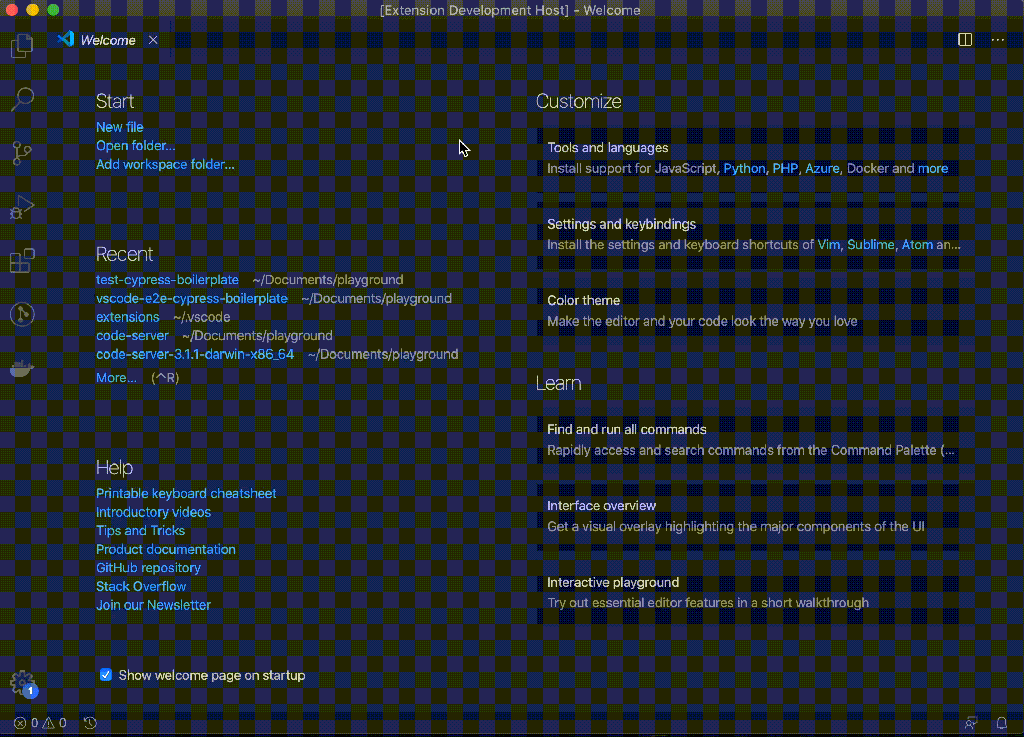 [Extension Development Host] - Welcome
Welcome
Start
New file
Open folder...
Add workspace folder...
Recent
test-cypress-boilerplate ~/Documents/playground
vscode-e2e-cypress-boilerplate ~/Documents/playground
extensions ~/.vscode
code-server ~/Documents/playground
code-server-3.1.1-darwin-x86_64 ~/Documents/playground
More... (^R)
Help
Printable keyboard cheatsheet
Introductory videos
Tips and Tricks
Product documentation
GitHub repository
Stack Overflow
Join our Newsletter
Show welcome page on startup
Customize
Tools and languages
Install support for JavaScript, Python, PHP, Azure, Docker and more
Settings and keybindings
Install the settings and keyboard shortcuts of Vim, Sublime, Atom an...
Color theme
Make the editor and your code look the way you love
Learn
Find and run all commands
Rapidly access and search commands from the Command Palette (...
Interface overview
Get a visual overlay highlighting the major components of the UI
Interactive playground
Try out essential editor features in a short walkthrough
1
0 0